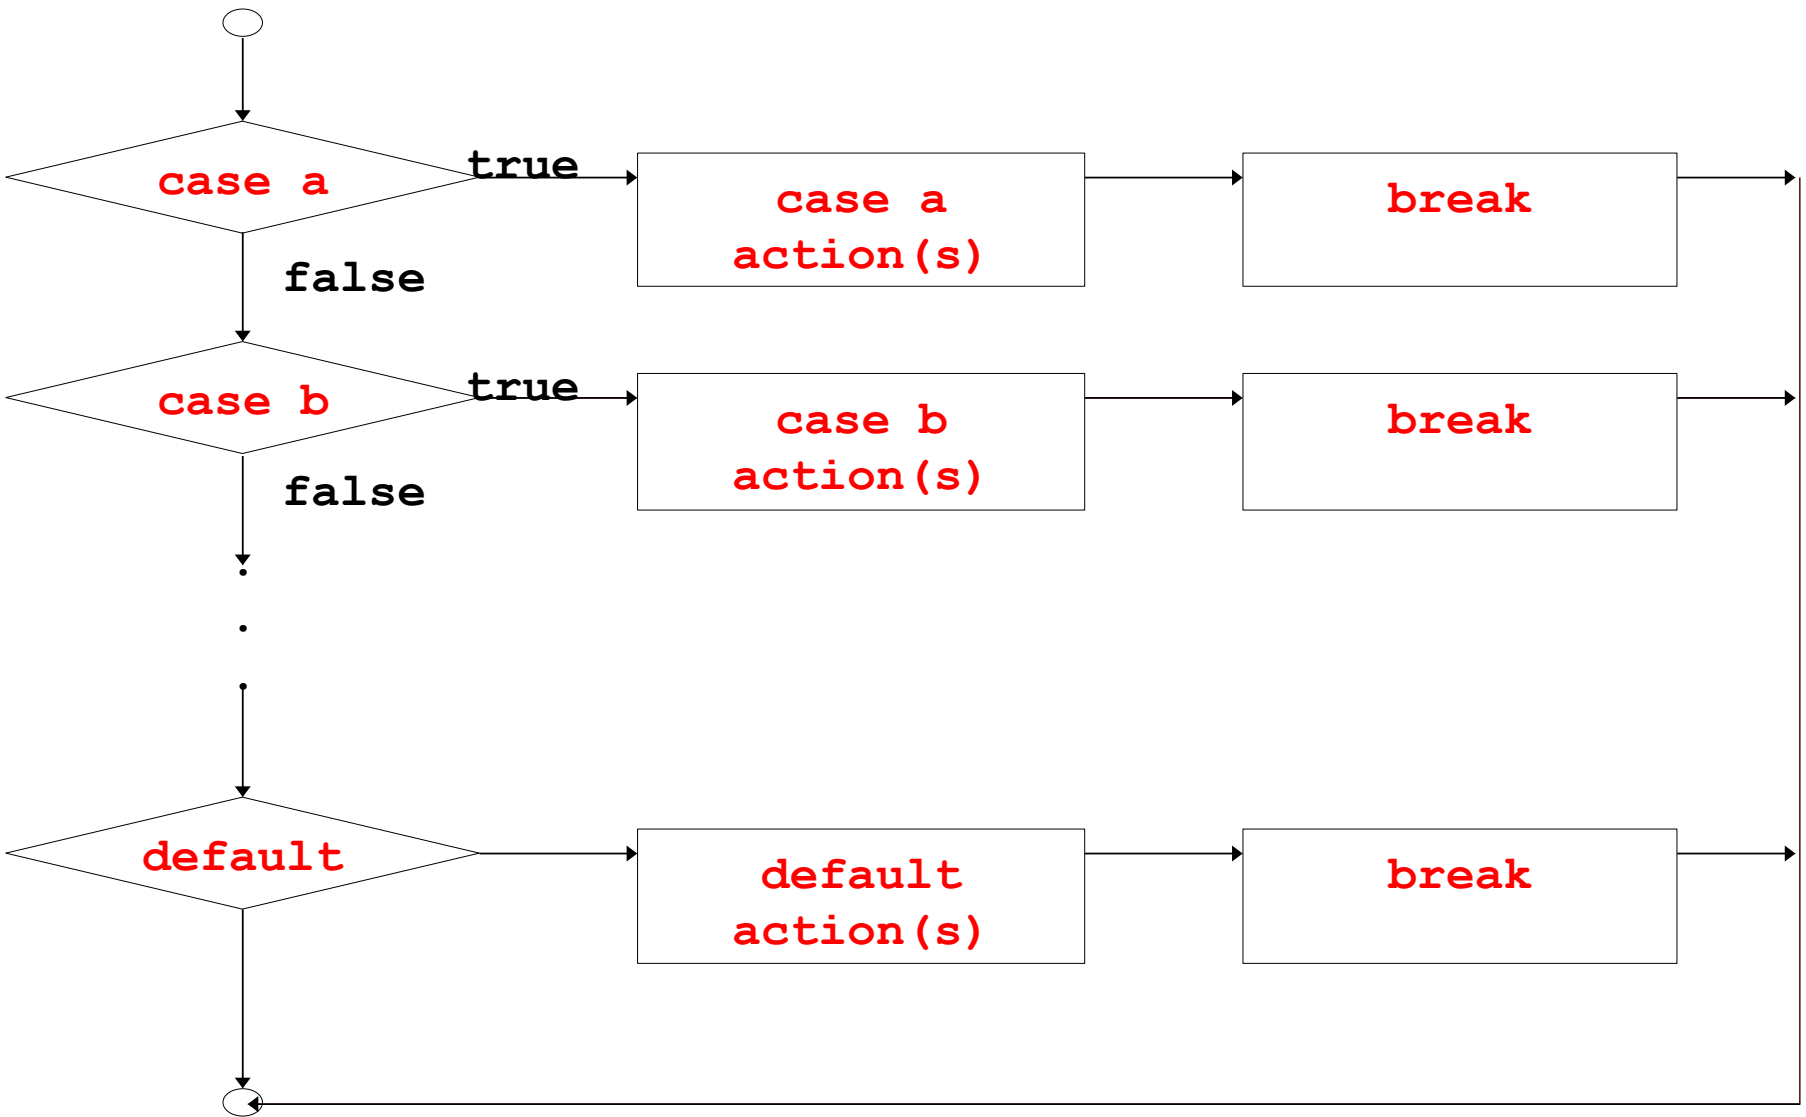 case a
true
case a
action(s)
break
false
case b
true
case b
action(s)
break
false
.
.
.
default
default
action(s)
break